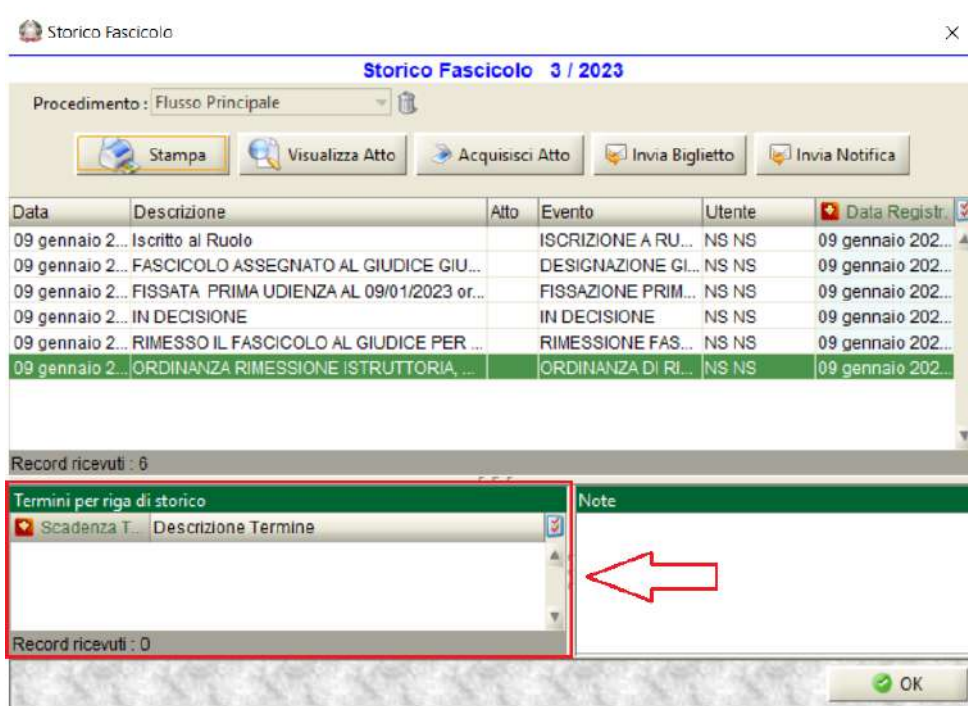 Storico Fascicolo
Storico Fascicolo 3 / 2023
Procedimento : Flusso Principale
Stampa Visualizza Atto Acquisisci Atto Invia Biglietto Invia Notifica
Data Descrizione Atto Evento Utente Data Registr.
09 gennaio 2... Iscritto al Ruolo ISCRIZIONE A RU... NS NS 09 gennaio 202...
09 gennaio 2... FASCICOLO ASSEGNATO AL GIUDICE GIU... DESIGNAZIONE GI... NS NS 09 gennaio 202...
09 gennaio 2... FISSATA PRIMA UDIENZA AL 09/01/2023 or... FISSAZIONE PRIM... NS NS 09 gennaio 202...
09 gennaio 2... IN DECISIONE IN DECISIONE NS NS 09 gennaio 202...
09 gennaio 2... RIMESSO IL FASCICOLO AL GIUDICE PER ... RIMESSIONE FAS... NS NS 09 gennaio 202...
09 gennaio 2... ORDINANZA RIMESSIONE ISTRUTTORIA, ... ORDINANZA DI RI... NS NS 09 gennaio 202...
Record ricevuti : 6
Termini per riga di storico Note
Scadenza T... Descrizione Termine
Record ricevuti : 0
OK